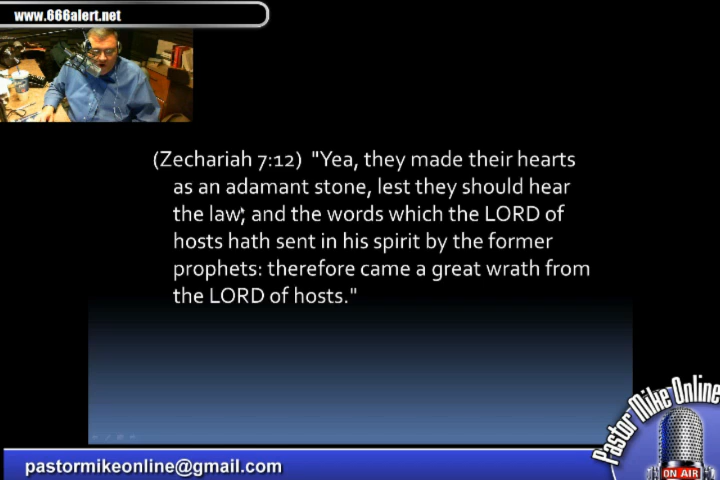 www.666alert.net
(Zechariah 7:12) "Yea, they made their hearts
as an adamant stone, lest they should hear
the law, and the words which the LORD of
hosts hath sent in his spirit by the former
prophets: therefore came a great wrath from
the LORD of hosts."
Pastor Mike Online
ON AIR
pastormikeonline@gmail.com